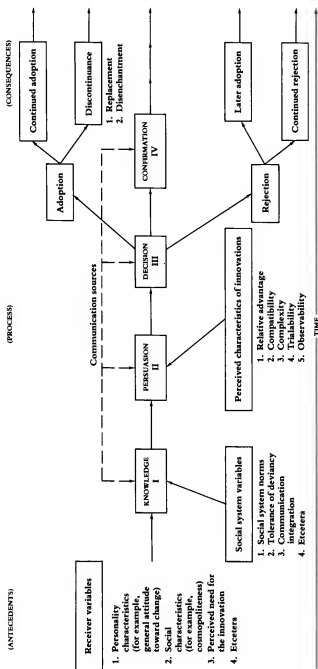 (ANTECEDENTS)
(PROCESS)
(CONSEQUENCES)
Receiver variables
1. Personality
characteristics
(for example,
general attitude
toward change)
2. Social
characteristics
(for example,
cosmopoliteness)
3. Perceived need for
the innovation
4. Etcetera
Social system variables
1. Social system norms
2. Tolerance of deviancy
3. Communication
integration
4. Etcetera
Communication sources
KNOWLEDGE
I
PERSUASION
II
DECISION
III
CONFIRMATION
IV
Perceived characteristics of innovations
1. Relative advantage
2. Compatibility
3. Complexity
4. Trialability
5. Observability
Adoption
Continued adoption
Discontinuance
1. Replacement
2. Disenchantment
Rejection
Later adoption
Continued rejection
TIME